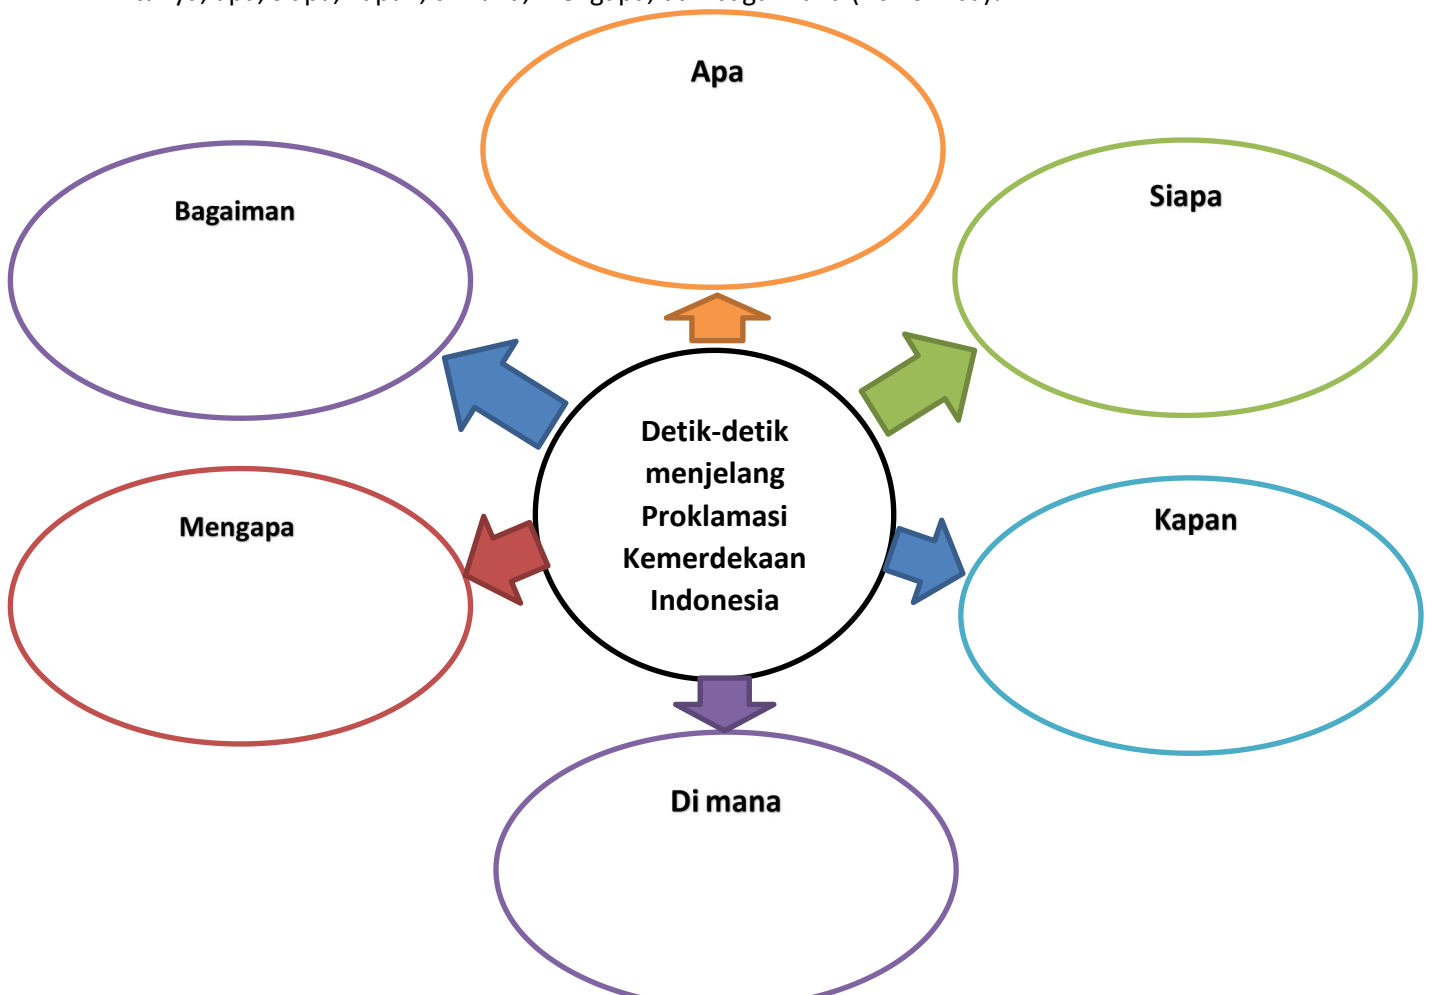 Apa
Siapa
Bagaiman
Detik-detik
menjelang
Proklamasi
Kemerdekaan
Indonesia
Kapan
Mengapa
Di mana